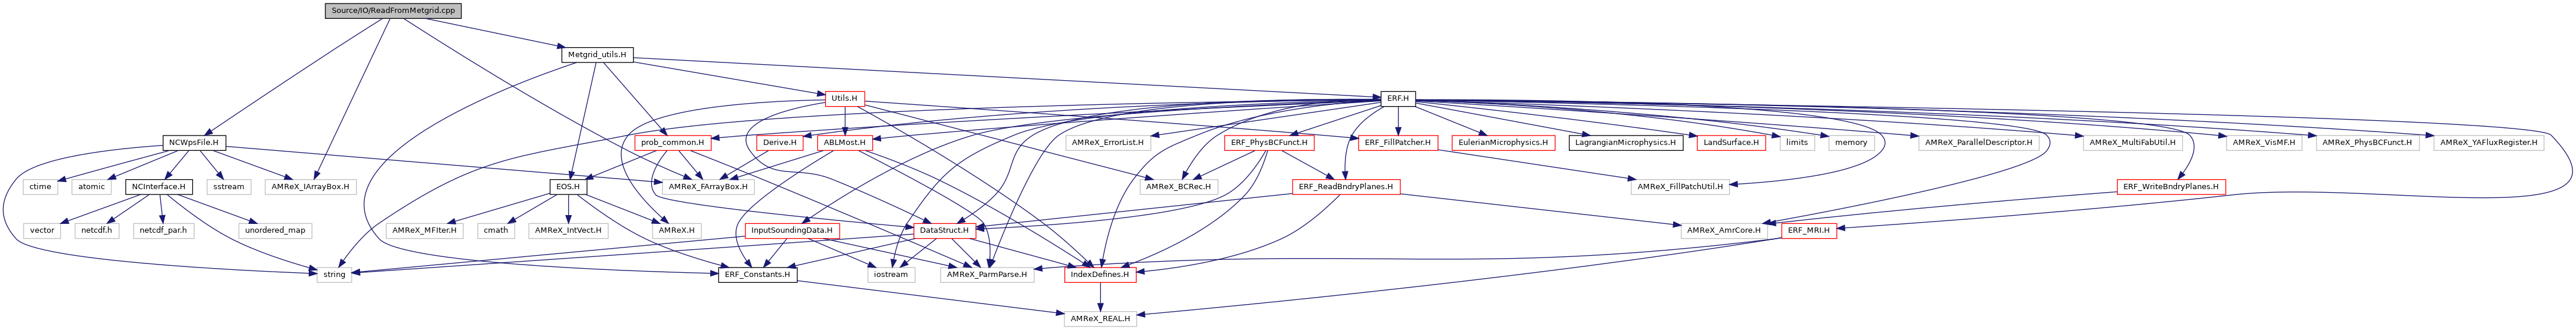 Source/IO/ReadFromMetgrid.cpp
Metgrid_utils.H
Utils.H
ERF.H
NCWpsFile.H
prob_common.H
Derive.H
ABLMost.H
AMReX_ErrorList.H
ERF_PhysBCFunct.H
ERF_FillPatcher.H
EulerianMicrophysics.H
LagrangianMicrophysics.H
LandSurface.H
limits
memory
AMReX_ParallelDescriptor.H
AMReX_MultiFabUtil.H
AMReX_VisMF.H
AMReX_PhysBCFunct.H
AMReX_YAFluxRegister.H
ctime
atomic
NCInterface.H
sstream
AMReX_IArrayBox.H
EOS.H
AMReX_FArrayBox.H
AMReX_BCRec.H
ERF_ReadBndryPlanes.H
AMReX_FillPatchUtil.H
ERF_WriteBndryPlanes.H
vector
netcdf.h
netcdf_par.h
unordered_map
AMReX_MFIter.H
cmath
AMReX_IntVect.H
AMReX.H
InputSoundingData.H
DataStruct.H
AMReX_AmrCore.H
ERF_MRI.H
string
ERF_Constants.H
iostream
AMReX_ParmParse.H
IndexDefines.H
AMReX_REAL.H